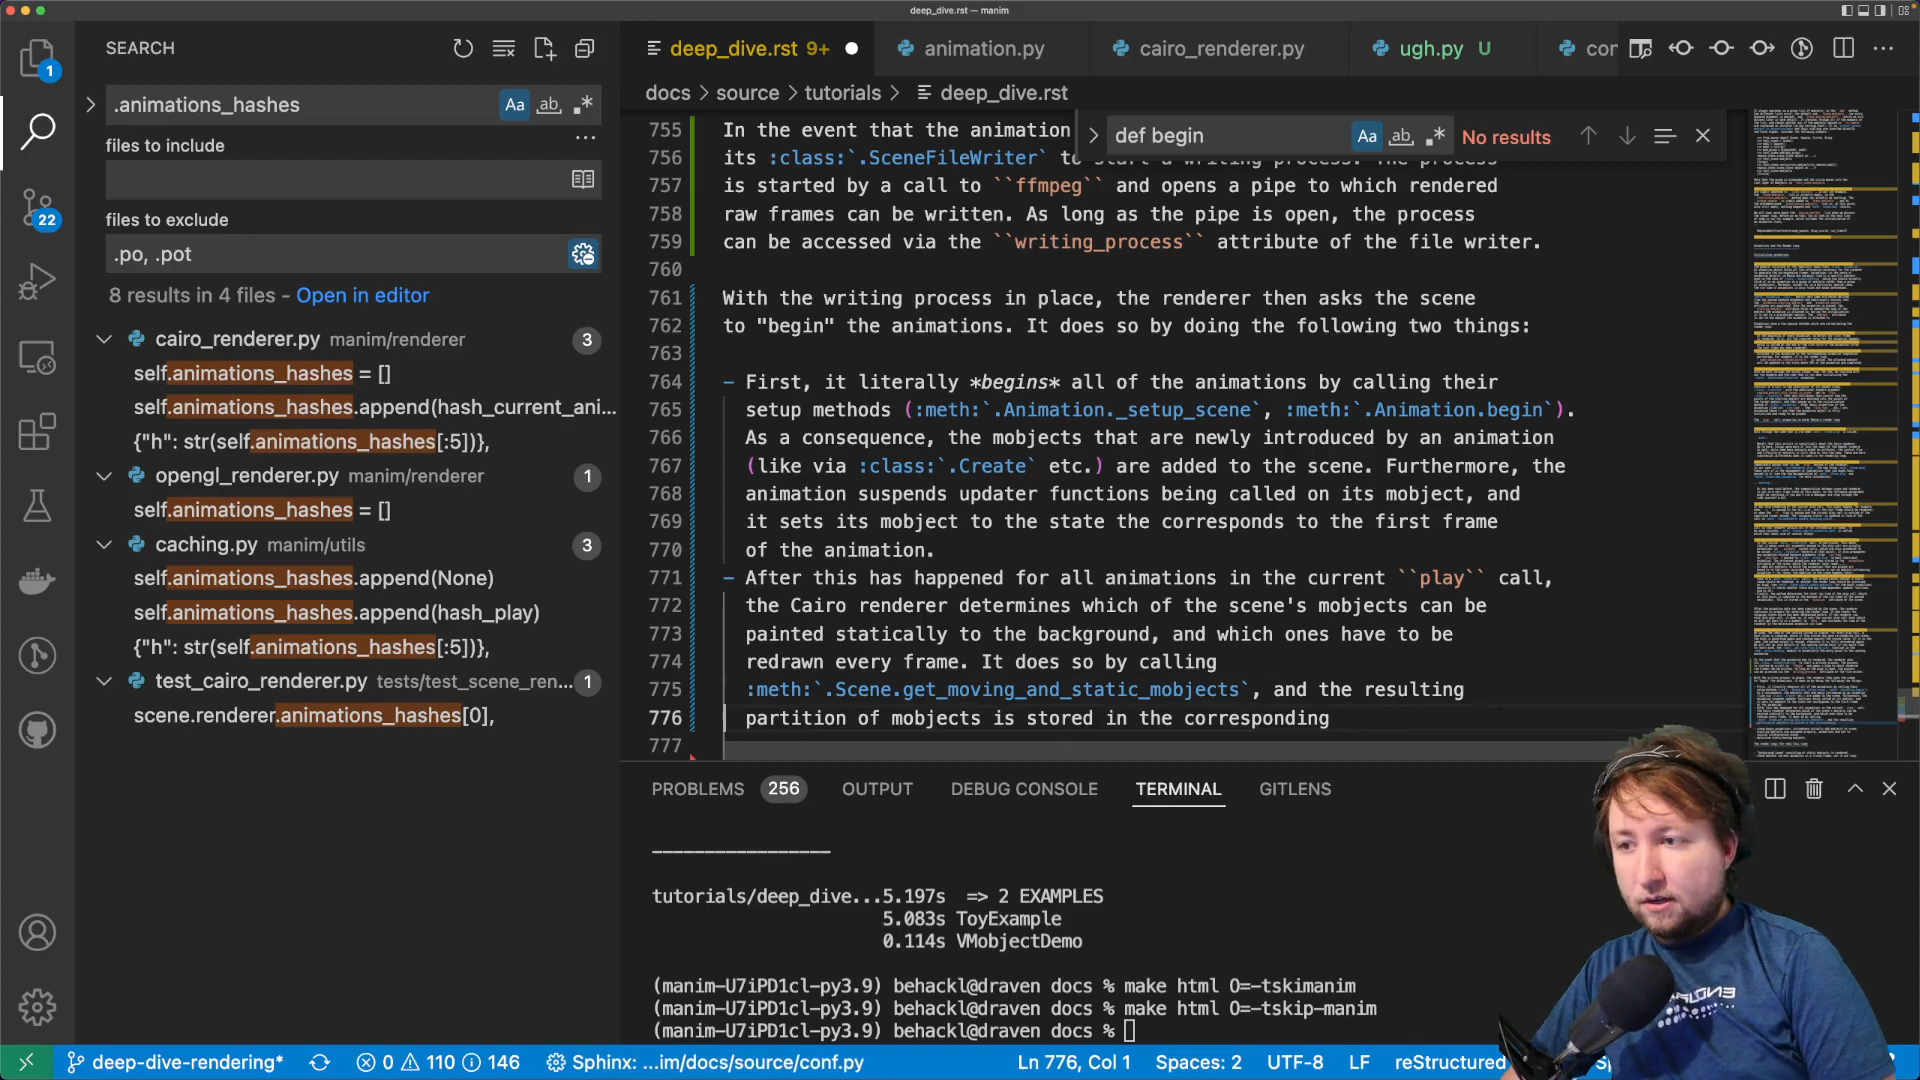 deep_dive.rst — manim
SEARCH
deep_dive.rst 9+
animation.py
cairo_renderer.py
ugh.py U
cor
1
.animations_hashes
Aa
ab
docs > source > tutorials > deep_dive.rst
def begin
Aa
ab
No results
files to include
files to exclude
.po, .pot
22
8 results in 4 files - Open in editor
cairo_renderer.py manim/renderer 3
self.animations_hashes = []
self.animations_hashes.append(hash_current_ani...
{"h": str(self.animations_hashes[:5])},
opengl_renderer.py manim/renderer 1
self.animations_hashes = []
caching.py manim/utils 3
self.animations_hashes.append(None)
self.animations_hashes.append(hash_play)
{"h": str(self.animations_hashes[:5])},
test_cairo_renderer.py tests/test_scene_ren... 1
scene.renderer.animations_hashes[0],
755 In the event that the animation
756 its :class:`.SceneFileWriter` to start a writing process. The process
757 is started by a call to ``ffmpeg`` and opens a pipe to which rendered
758 raw frames can be written. As long as the pipe is open, the process
759 can be accessed via the ``writing_process`` attribute of the file writer.
760
761 With the writing process in place, the renderer then asks the scene
762 to "begin" the animations. It does so by doing the following two things:
763
764 - First, it literally *begins* all of the animations by calling their
765 setup methods (:meth:`.Animation._setup_scene`, :meth:`.Animation.begin`).
766 As a consequence, the mobjects that are newly introduced by an animation
767 (like via :class:`.Create` etc.) are added to the scene. Furthermore, the
768 animation suspends updater functions being called on its mobject, and
769 it sets its mobject to the state the corresponds to the first frame
770 of the animation.
771 - After this has happened for all animations in the current ``play`` call,
772 the Cairo renderer determines which of the scene's mobjects can be
773 painted statically to the background, and which ones have to be
774 redrawn every frame. It does so by calling
775 :meth:`.Scene.get_moving_and_static_mobjects`, and the resulting
776 partition of mobjects is stored in the corresponding
777
PROBLEMS 256 OUTPUT DEBUG CONSOLE TERMINAL GITLENS
tutorials/deep_dive...5.197s => 2 EXAMPLES
5.083s ToyExample
0.114s VMobjectDemo
(manim-U7iPD1cl-py3.9) behackl@draven docs % make html O=-tskimanim
(manim-U7iPD1cl-py3.9) behackl@draven docs % make html O=-tskip-manim
(manim-U7iPD1cl-py3.9) behackl@draven docs %
deep-dive-rendering* 0 110 146 Sphinx: ...im/docs/source/conf.py Ln 776, Col 1 Spaces: 2 UTF-8 LF reStructured